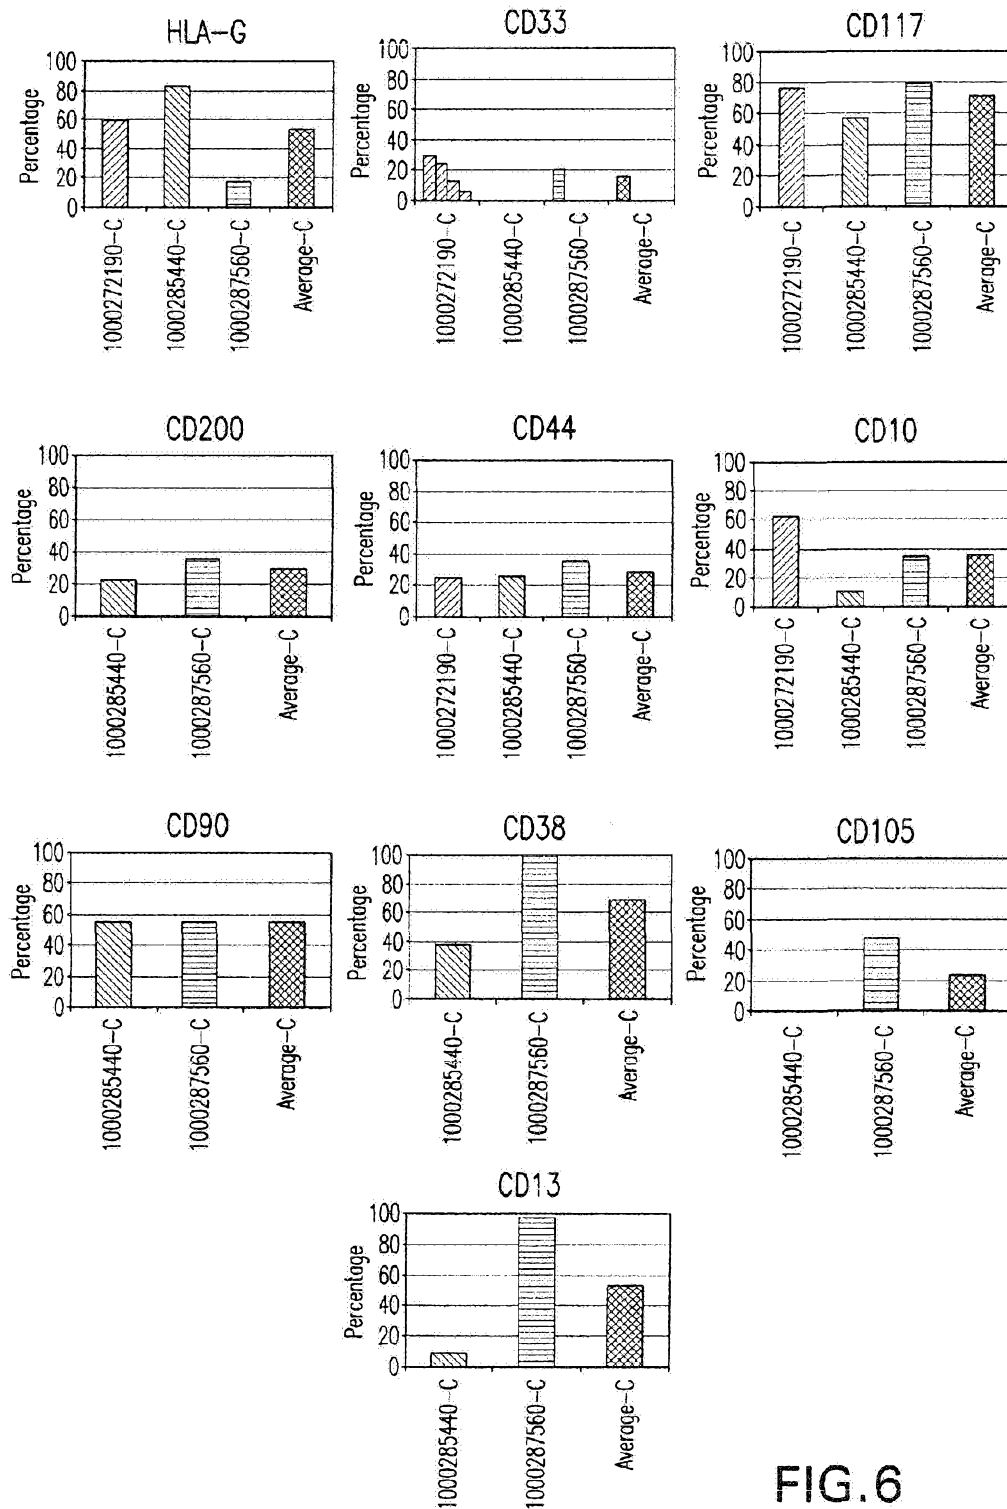 HLA-G
Percentage
100
80
60
40
20
0
1000272190-C
1000285440-C
1000287560-C
Average-C
CD33
Percentage
100
80
60
40
20
0
1000272190-C
1000285440-C
1000287560-C
Average-C
CD117
Percentage
100
80
60
40
20
0
1000272190-C
1000285440-C
1000287560-C
Average-C
CD200
Percentage
100
80
60
40
20
0
1000285440-C
1000287560-C
Average-C
CD44
Percentage
100
80
60
40
20
0
1000272190-C
1000285440-C
1000287560-C
Average-C
CD10
Percentage
100
80
60
40
20
0
1000272190-C
1000285440-C
1000287560-C
Average-C
CD90
Percentage
100
80
60
40
20
0
1000285440-C
1000287560-C
Average-C
CD38
Percentage
100
80
60
40
20
0
1000285440-C
1000287560-C
Average-C
CD105
Percentage
100
80
60
40
20
0
1000285440-C
1000287560-C
Average-C
CD13
Percentage
100
80
60
40
20
0
1000285440-C
1000287560-C
Average-C
FIG.6